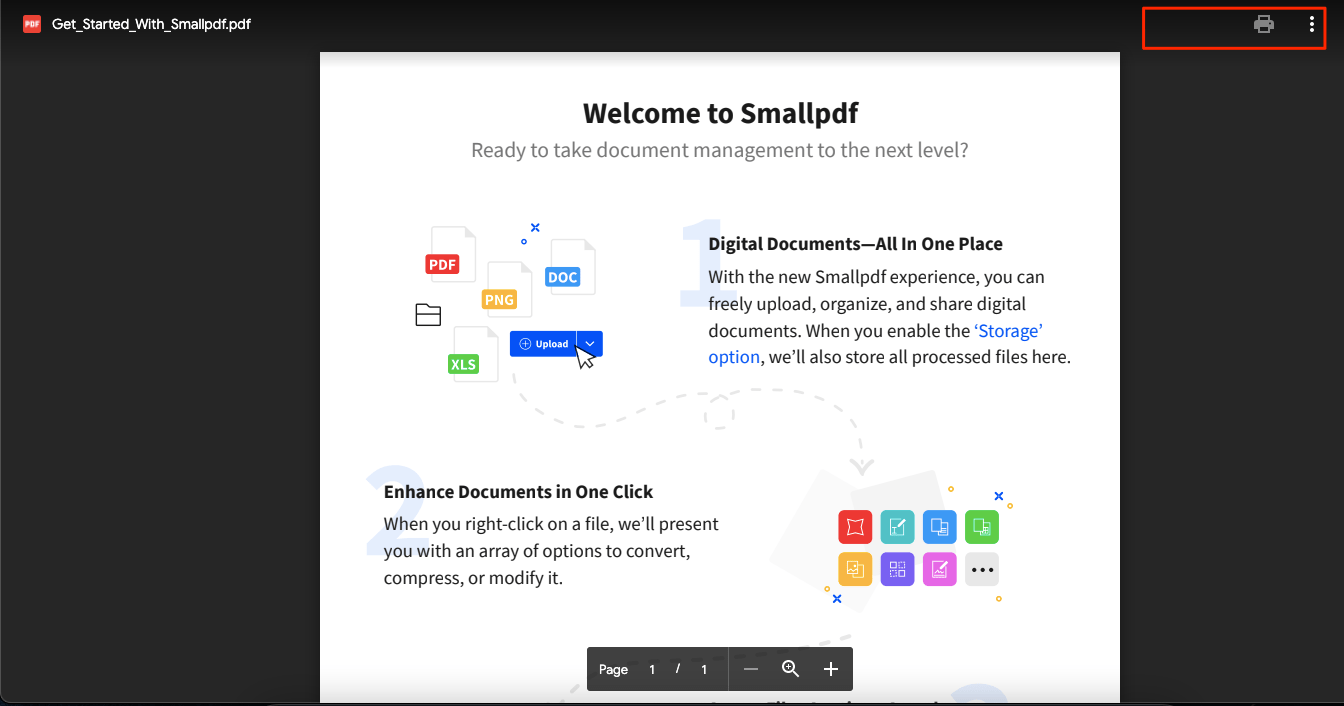 PDF Get_Started_With_Smallpdf.pdf
Welcome to Smallpdf
Ready to take document management to the next level?
1
Digital Documents—All In One Place
With the new Smallpdf experience, you can
freely upload, organize, and share digital
documents. When you enable the ‘Storage’
option, we’ll also store all processed files here.
PDF
DOC
PNG
Upload
XLS
2
Enhance Documents in One Click
When you right-click on a file, we’ll present
you with an array of options to convert,
compress, or modify it.
Page 1 / 1